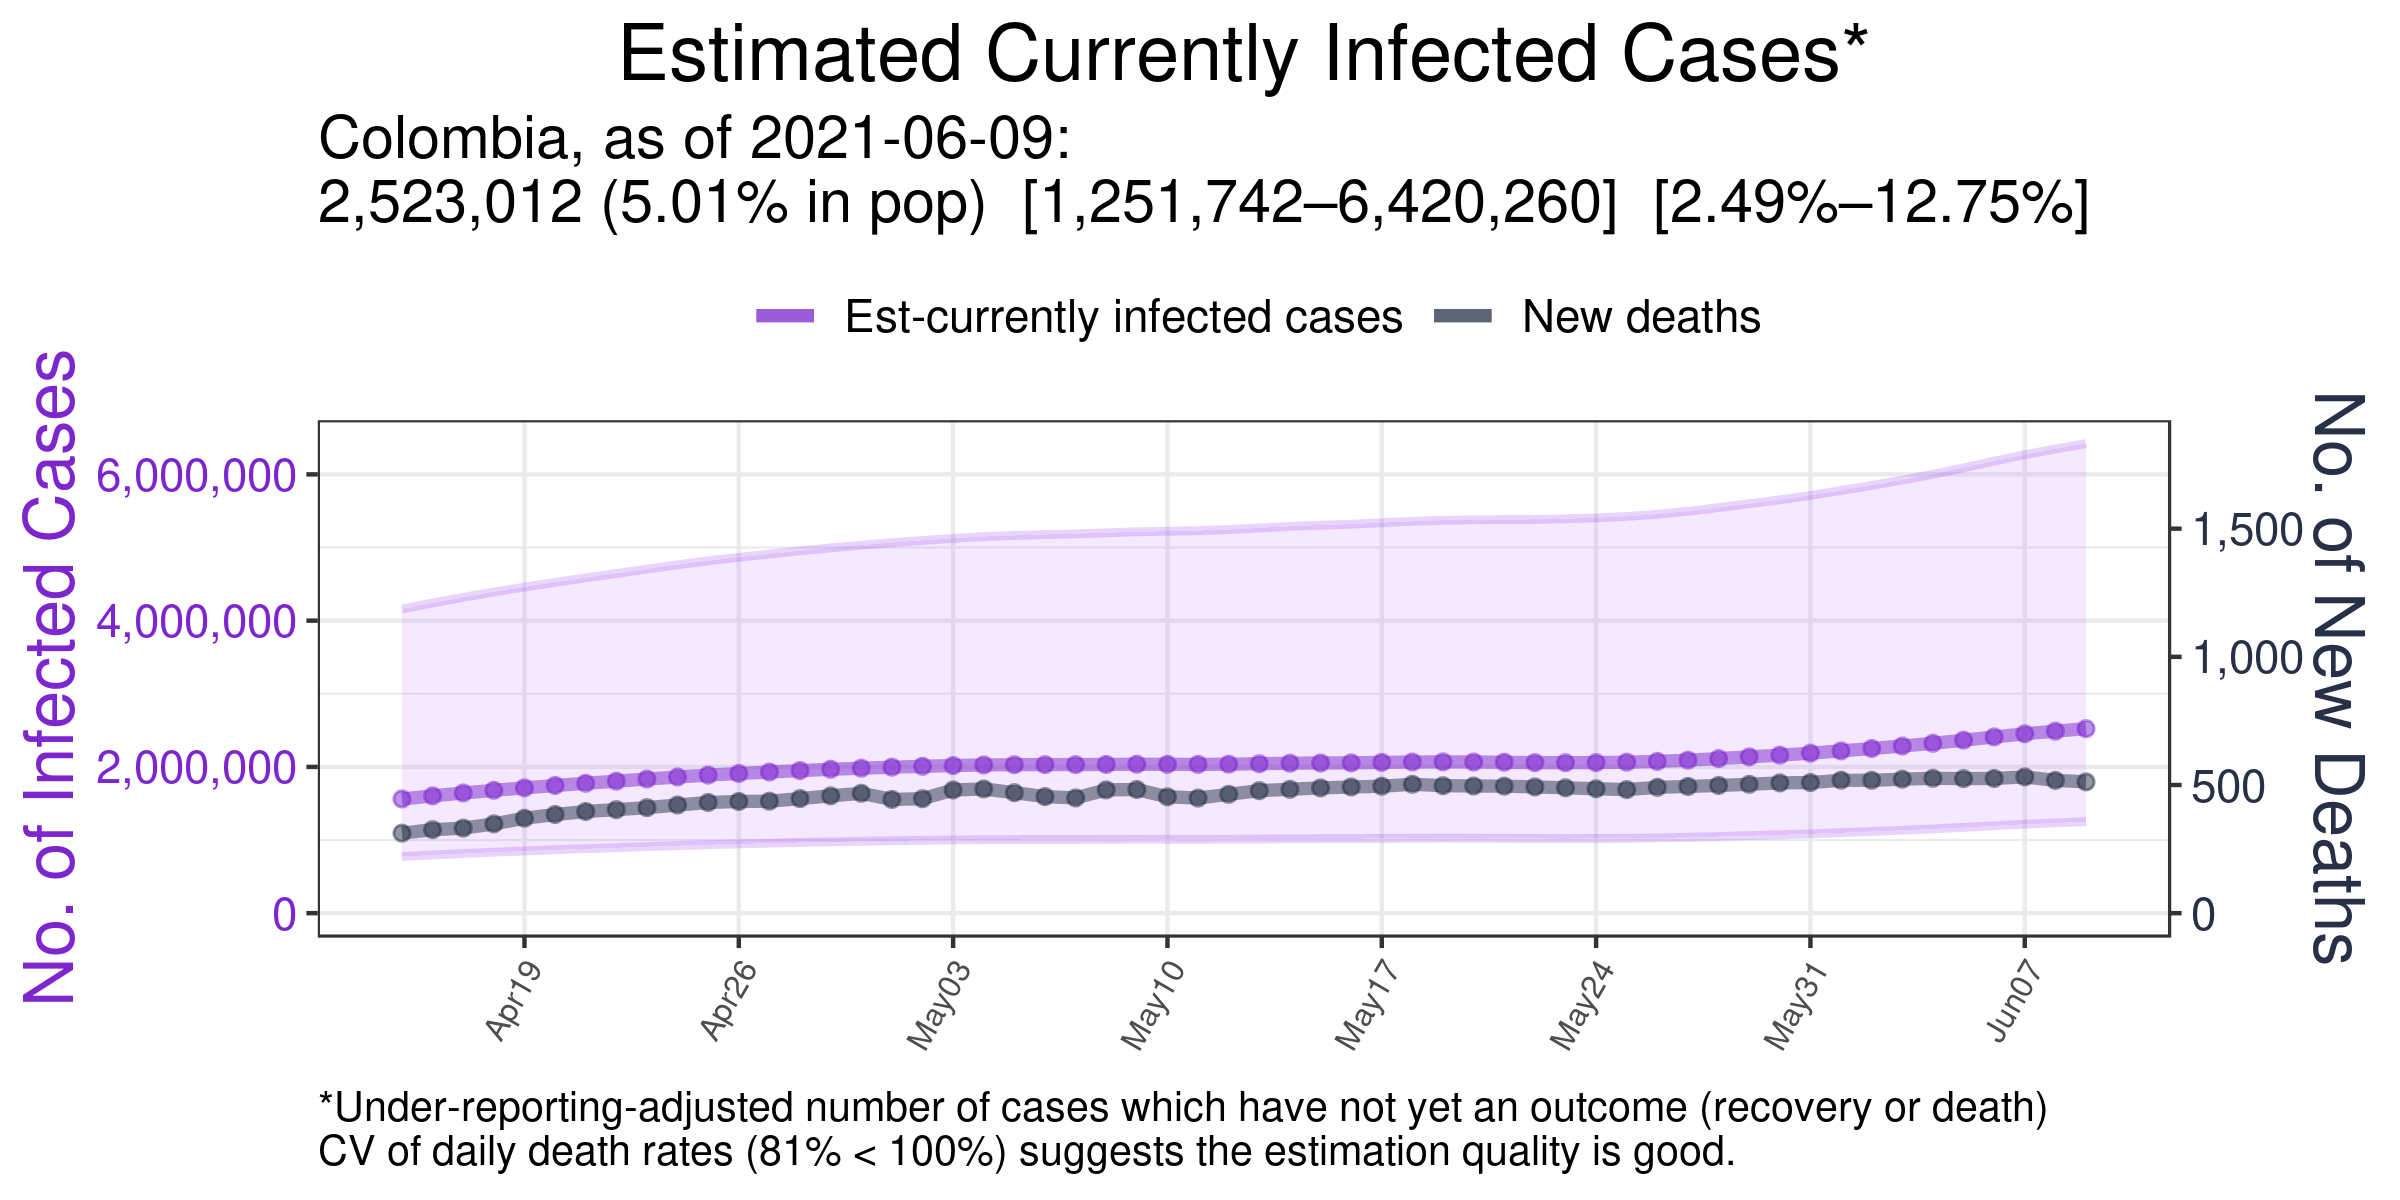 Estimated Currently Infected Cases*
Colombia, as of 2021-06-09:
2,523,012 (5.01% in pop)  [1,251,742–6,420,260]  [2.49%–12.75%]
Est-currently infected cases
New deaths
No. of Infected Cases
6,000,000
4,000,000
2,000,000
0
No. of New Deaths
1,500
1,000
500
0
Apr19
Apr26
May03
May10
May17
May24
May31
Jun07
*Under-reporting-adjusted number of cases which have not yet an outcome (recovery or death)
CV of daily death rates (81% < 100%) suggests the estimation quality is good.